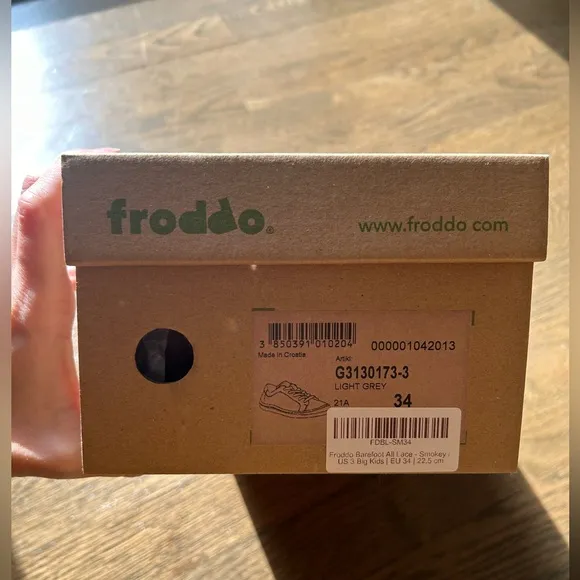 froddo®
www.froddo com
3 850391 010204
000001042013
Made in Croatia
Artikl:
G3130173-3
LIGHT GREY
21A
34
FDBL-SM34
Froddo Barefoot All Lace - Smokey |
US 3 Big Kids | EU 34 | 22.5 cm